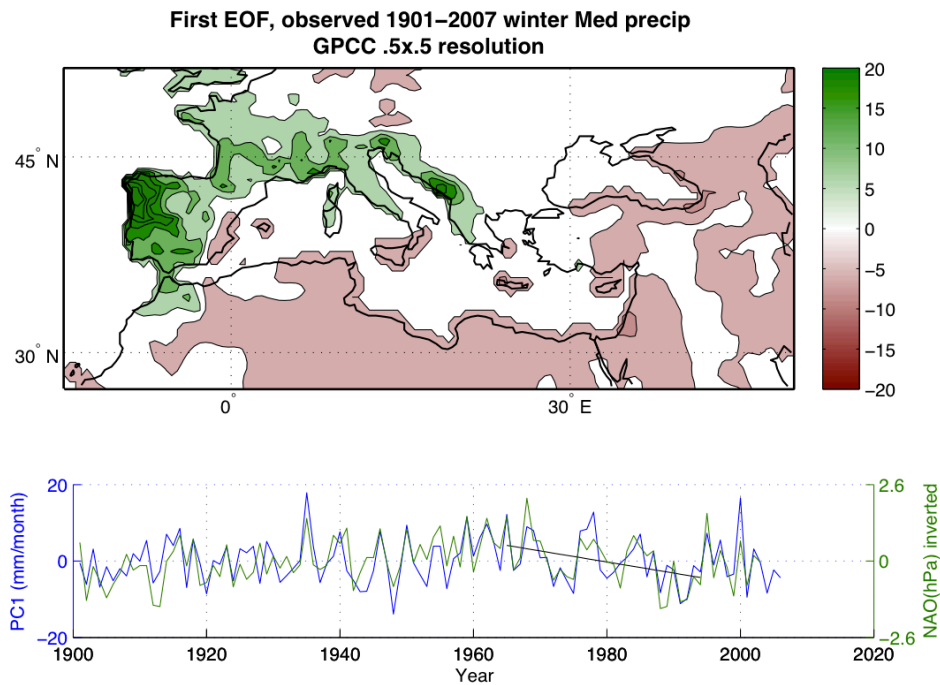 First EOF, observed 1901–2007 winter Med precip
GPCC .5x.5 resolution
45° N
30° N
0°
30° E
20
15
10
5
0
−5
−10
−15
−20
PC1 (mm/month)
20
0
−20
2.6
0
−2.6
NAO(hPa) inverted
1900
1920
1940
1960
1980
2000
2020
Year